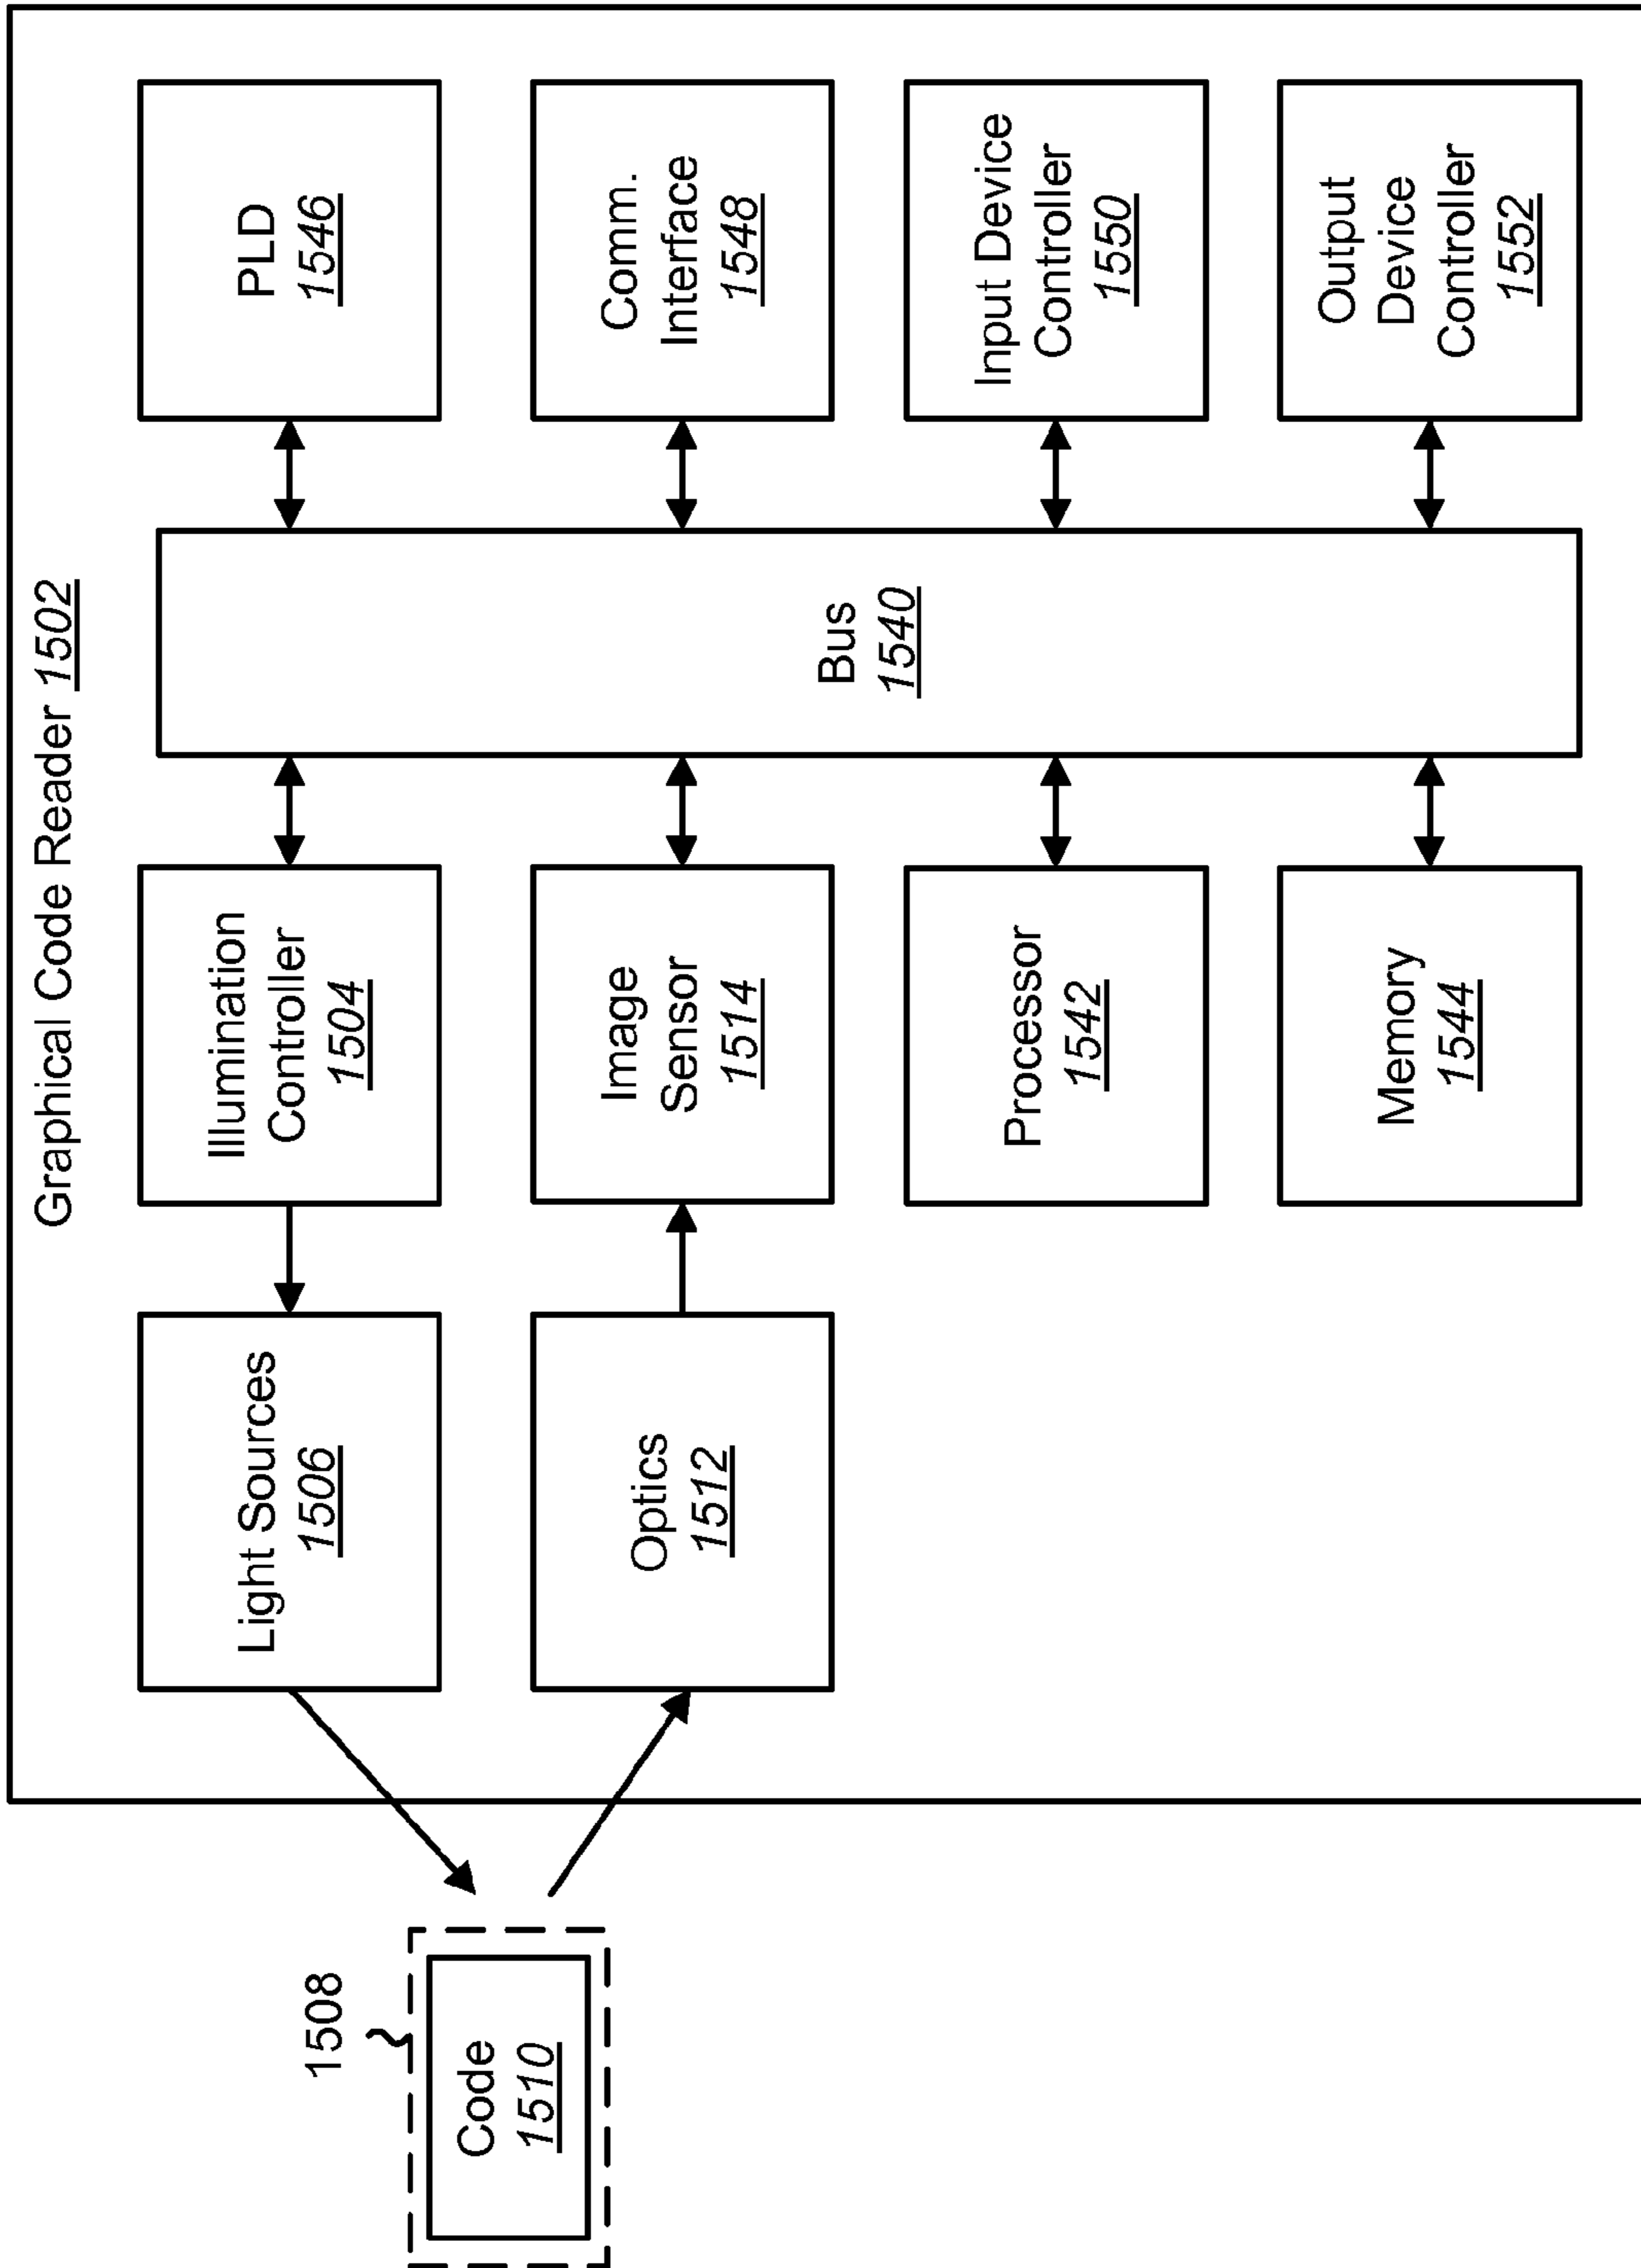 Graphical Code Reader 1502
1508
Code
1510
Light Sources
1506
Illumination
Controller
1504
PLD
1546
Optics
1512
Image
Sensor
1514
Bus
1540
Comm.
Interface
1548
Processor
1542
Input Device
Controller
1550
Memory
1544
Output
Device
Controller
1552